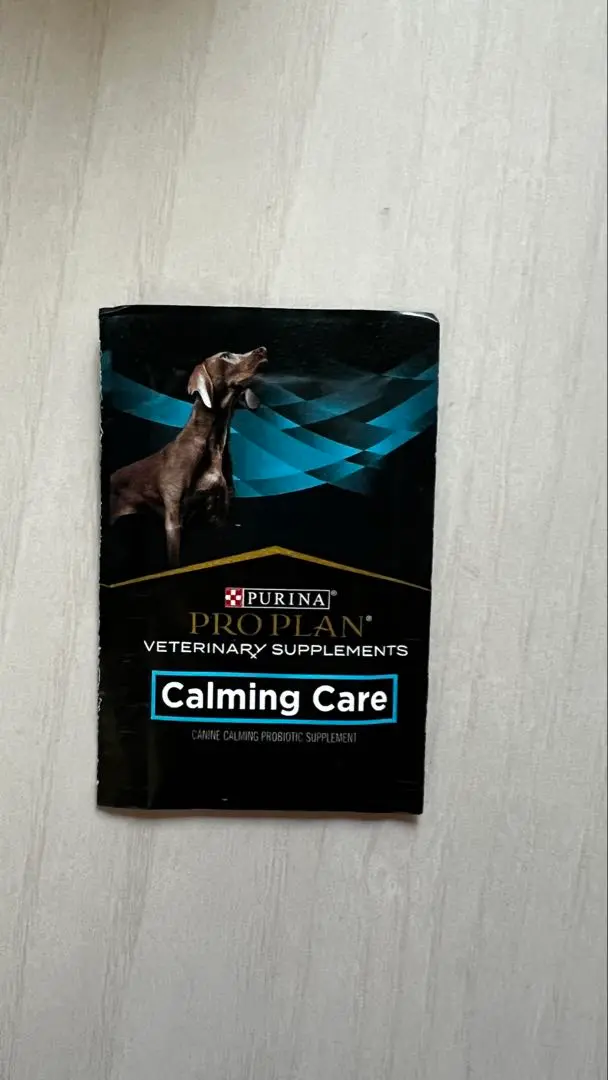 PURINA®
PRO PLAN®
VETERINARY SUPPLEMENTS
Calming Care
CANINE CALMING PROBIOTIC SUPPLEMENT